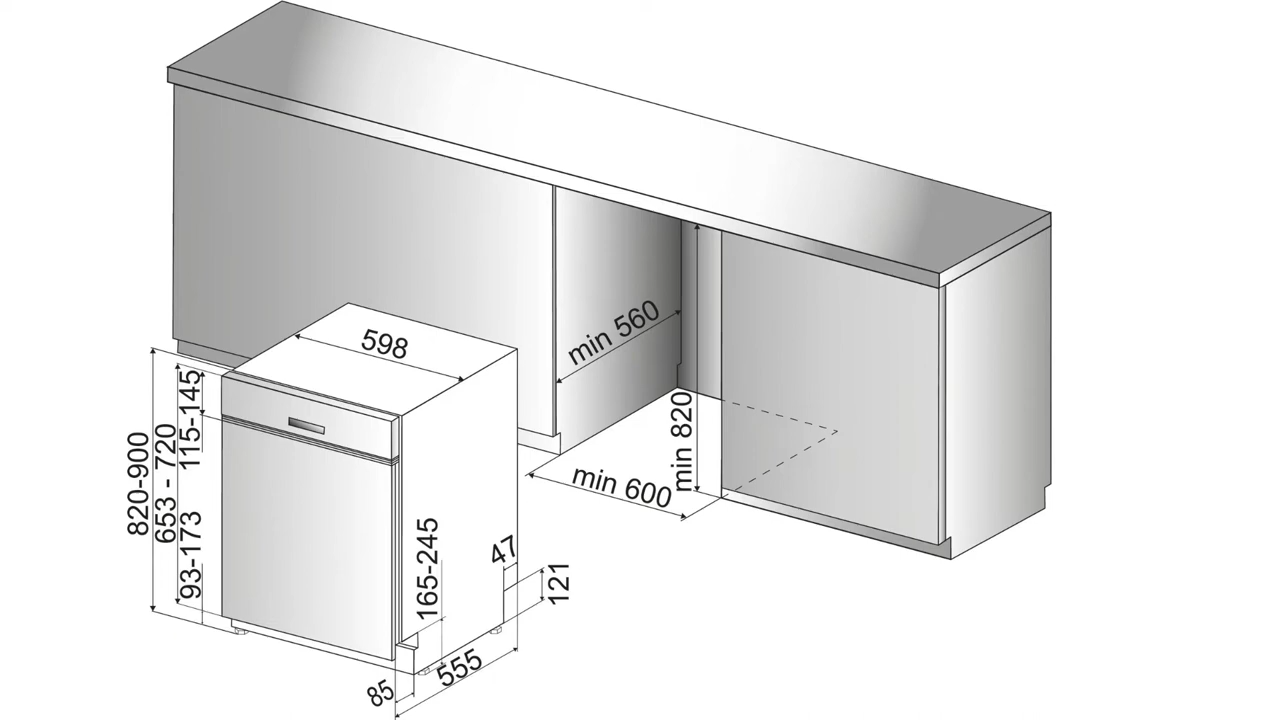 598
min 560
min 820
min 600
820-900
653 - 720
115-145
93-173
165-245
47
121
555
85